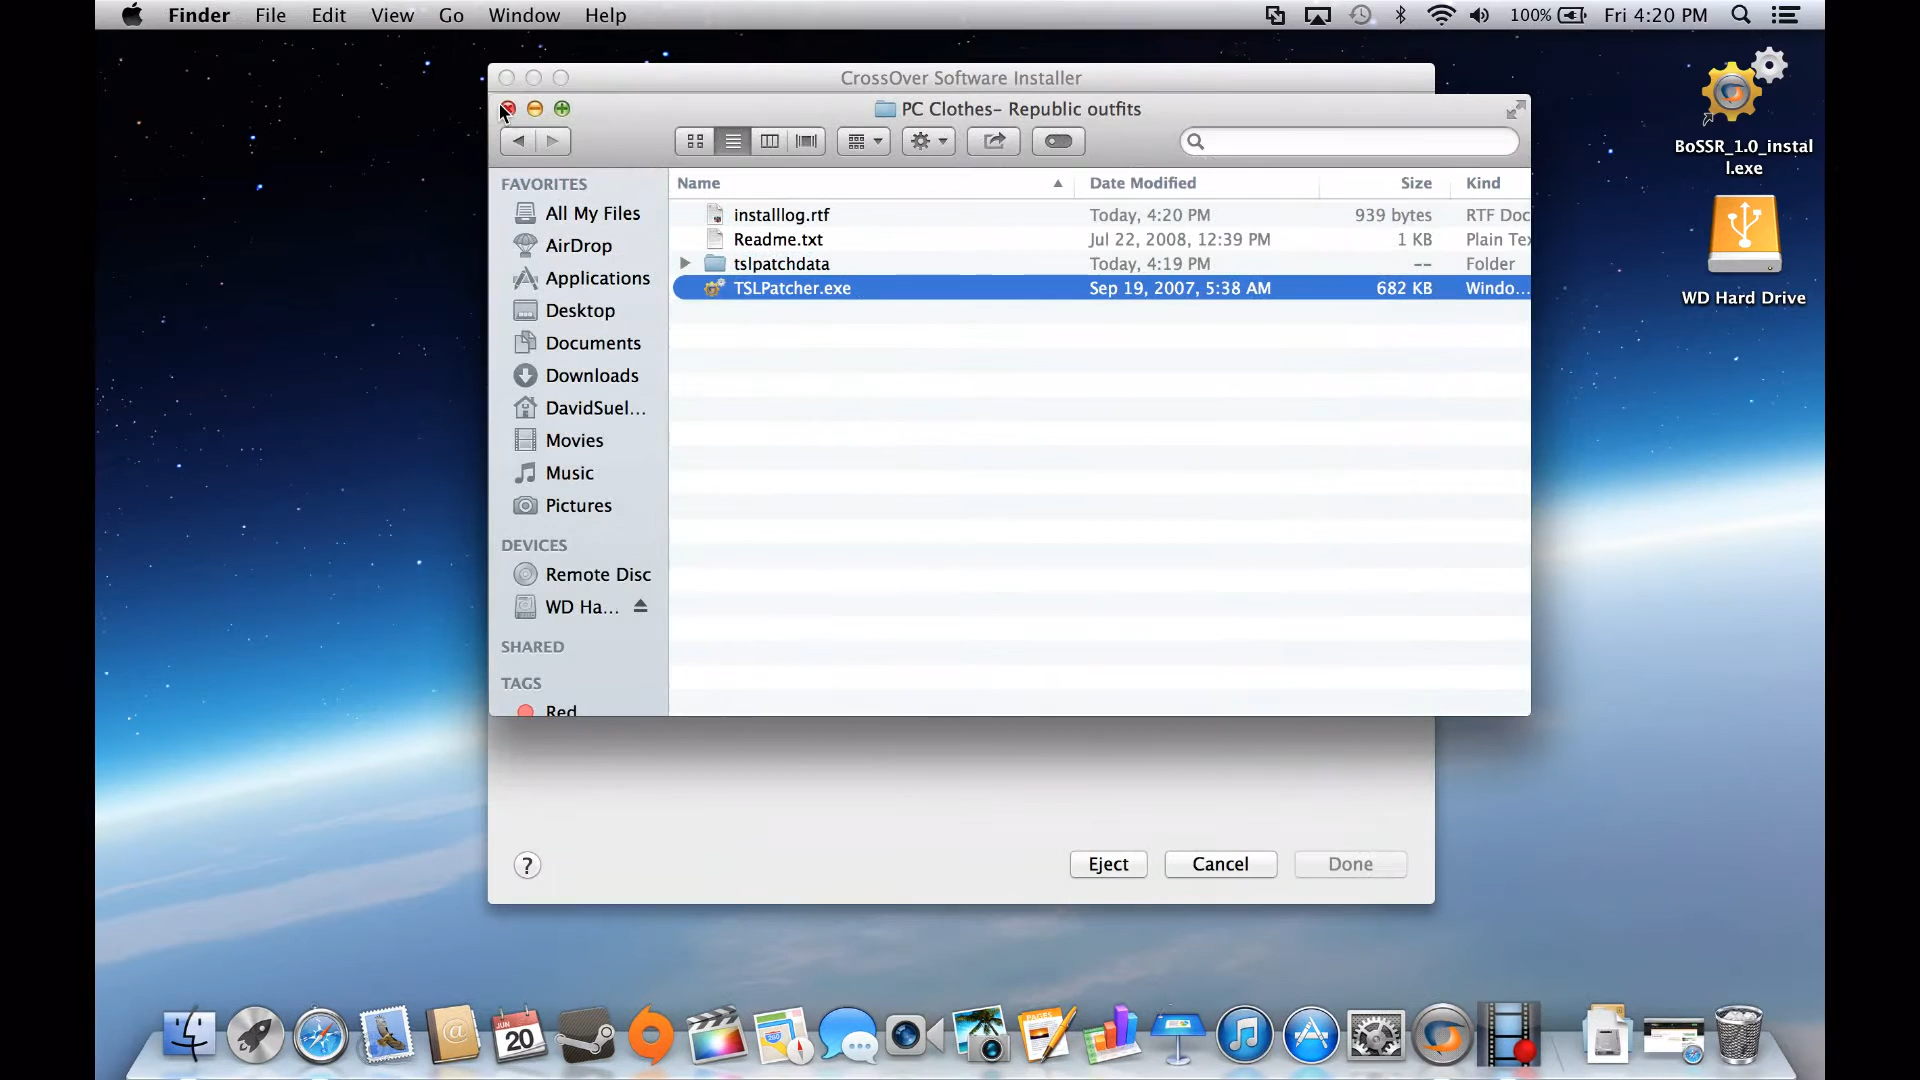 Finder File Edit View Go Window Help 100% Fri 4:20 PM
CrossOver Software Installer
PC Clothes- Republic outfits
BoSSR_1.0_instal
l.exe
WD Hard Drive
FAVORITES
All My Files
AirDrop
Applications
Desktop
Documents
Downloads
DavidSuel...
Movies
Music
Pictures
DEVICES
Remote Disc
WD Ha...
SHARED
TAGS
Red
Name Date Modified Size Kind
installog.rtf Today, 4:20 PM 939 bytes RTF Doc
Readme.txt Jul 22, 2008, 12:39 PM 1 KB Plain Te
tslpatchdata Today, 4:19 PM -- Folder
TSLPatcher.exe Sep 19, 2007, 5:38 AM 682 KB Windo...
? Eject Cancel Done
JUN
20
PAGES